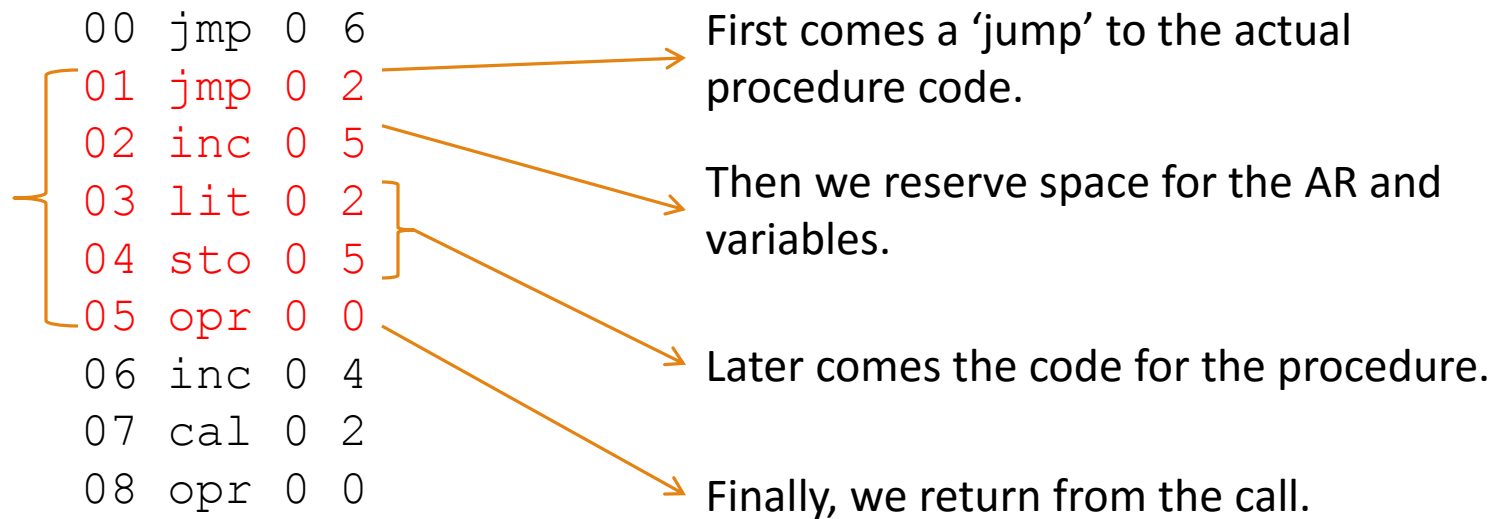 00 jmp 0 6
01 jmp 0 2
02 inc 0 5
03 lit 0 2
04 sto 0 5
05 opr 0 0
06 inc 0 4
07 cal 0 2
08 opr 0 0
First comes a ‘jump’ to the actual
procedure code.
Then we reserve space for the AR and
variables.
Later comes the code for the procedure.
Finally, we return from the call.